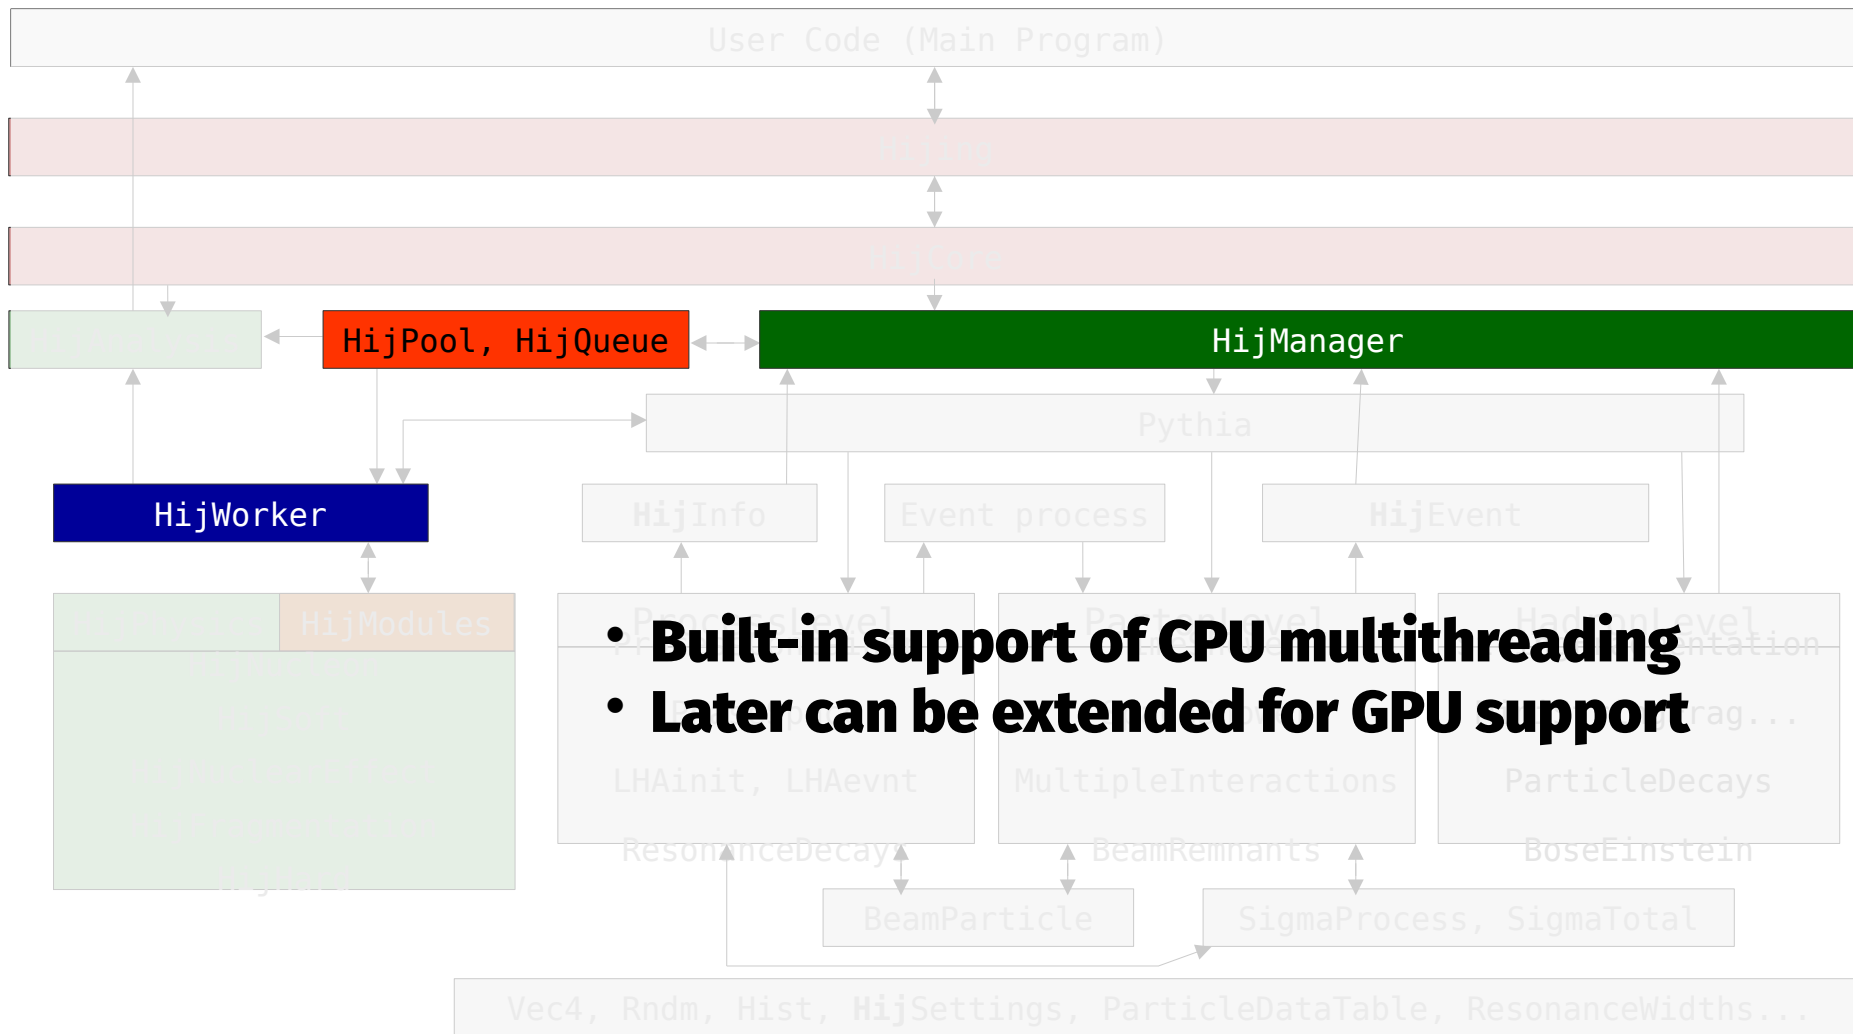 User Code (Main Program)
Hijing
HijCore
HijPool, HijQueue
HijManager
Pythia
HijWorker
HijInfo
Event process
HijEvent
HijModules
ProcessLevel
PartonLevel
HadronLevel
• Built-in support of CPU multithreading
• Later can be extended for GPU support
LHAinit, LHAevnt
MultipleInteractions
ParticleDecays
ResonanceDecays
BeamRemnants
BoseEinstein
BeamParticle
SigmaProcess, SigmaTotal
Vec4, Rndm, Hist, HijSettings, ParticleDataTable, ResonanceWidths...